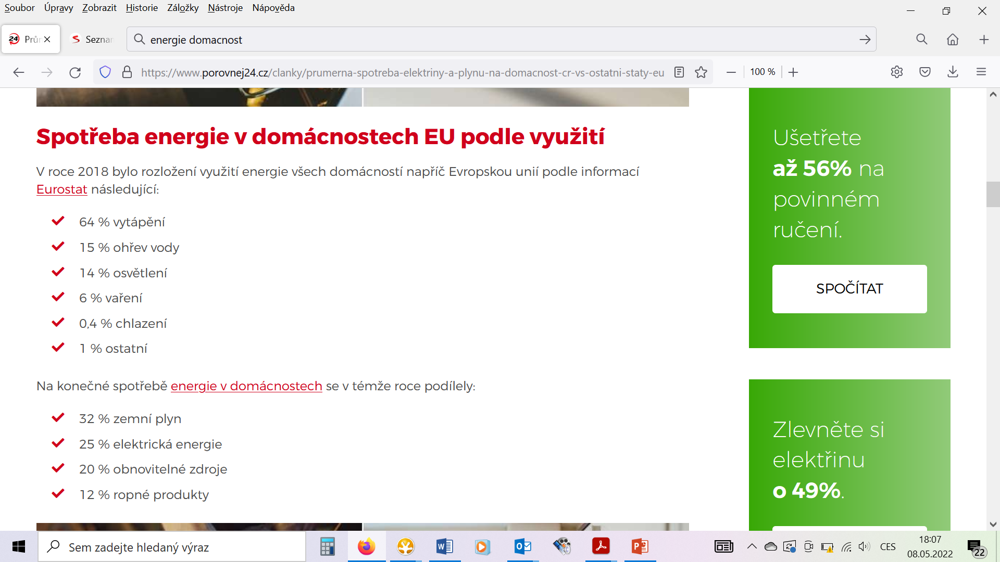 Soubor Úpravy Zobrazit Historie Záložky Nástroje Nápověda
24 Prům Seznam energie domacnost
https://www.porovnej24.cz/clanky/prumerna-spotreba-elektriny-a-plynu-na-domacnost-cr-vs-ostatni-staty-eu 100 %
Spotřeba energie v domácnostech EU podle využití
V roce 2018 bylo rozložení využití energie všech domácností napříč Evropskou unií podle informací
Eurostat následující:
64 % vytápění
15 % ohřev vody
14 % osvětlení
6 % vaření
0,4 % chlazení
1 % ostatní
Na konečné spotřebě energie v domácnostech se v témže roce podílely:
32 % zemní plyn
25 % elektrická energie
20 % obnovitelné zdroje
12 % ropné produkty
Ušetřete
až 56% na
povinném
ručení.
SPOČÍTAT
Zlevněte si
elektřinu
o 49%.
Sem zadejte hledaný výraz
CES
18:07
08.05.2022
22